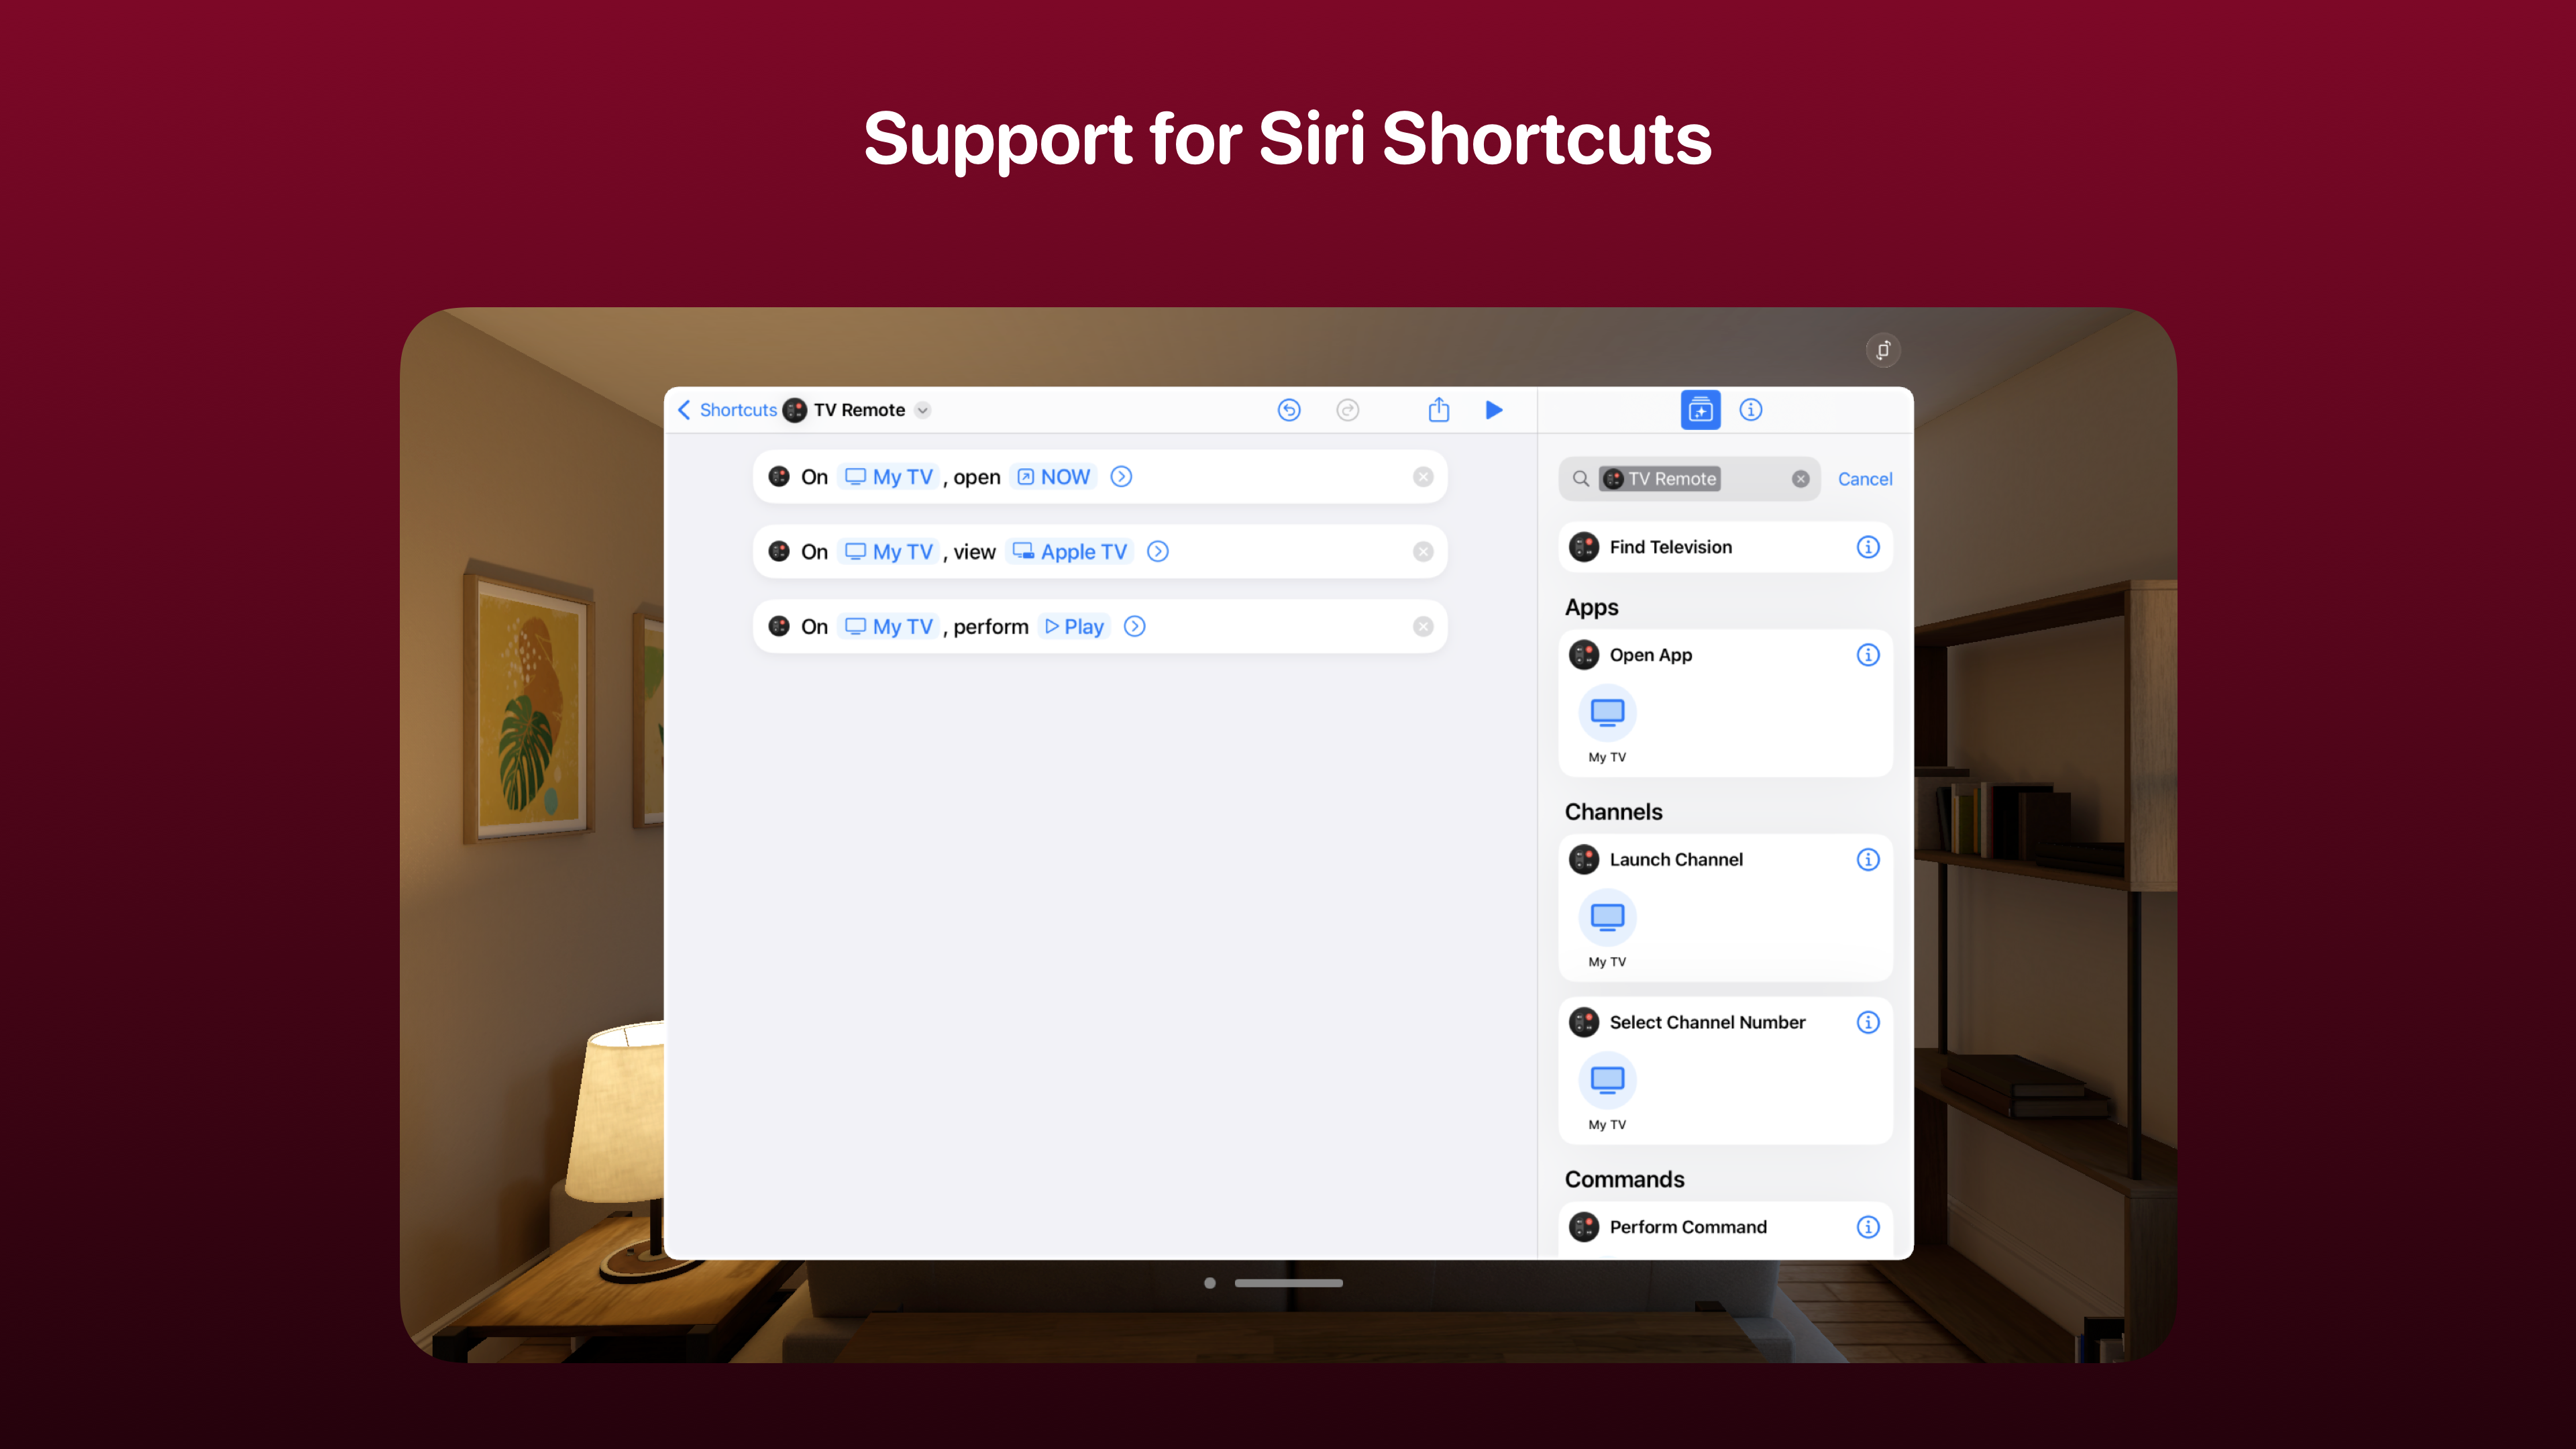 Support for Siri Shortcuts
Shortcuts TV Remote
On My TV , open NOW
On My TV , view Apple TV
On My TV , perform Play
TV Remote Cancel
Find Television
Apps
Open App
My TV
Channels
Launch Channel
My TV
Select Channel Number
My TV
Commands
Perform Command